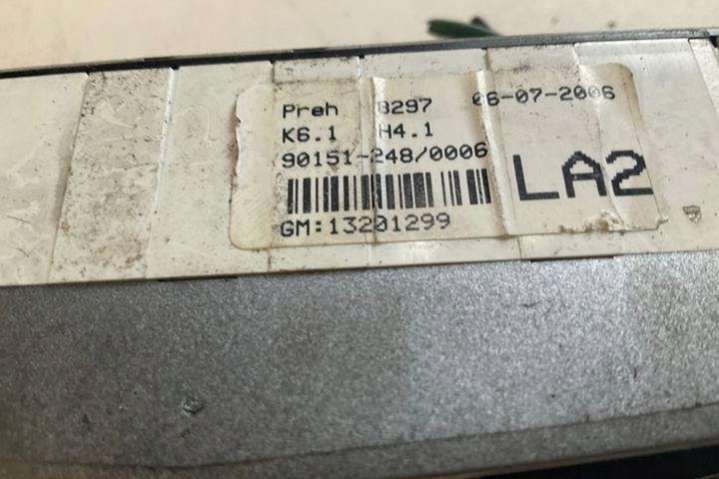 Preh 8297 06-07-2006
K6.1 H4.1
90151-248/0006
LA2
GM:13201299